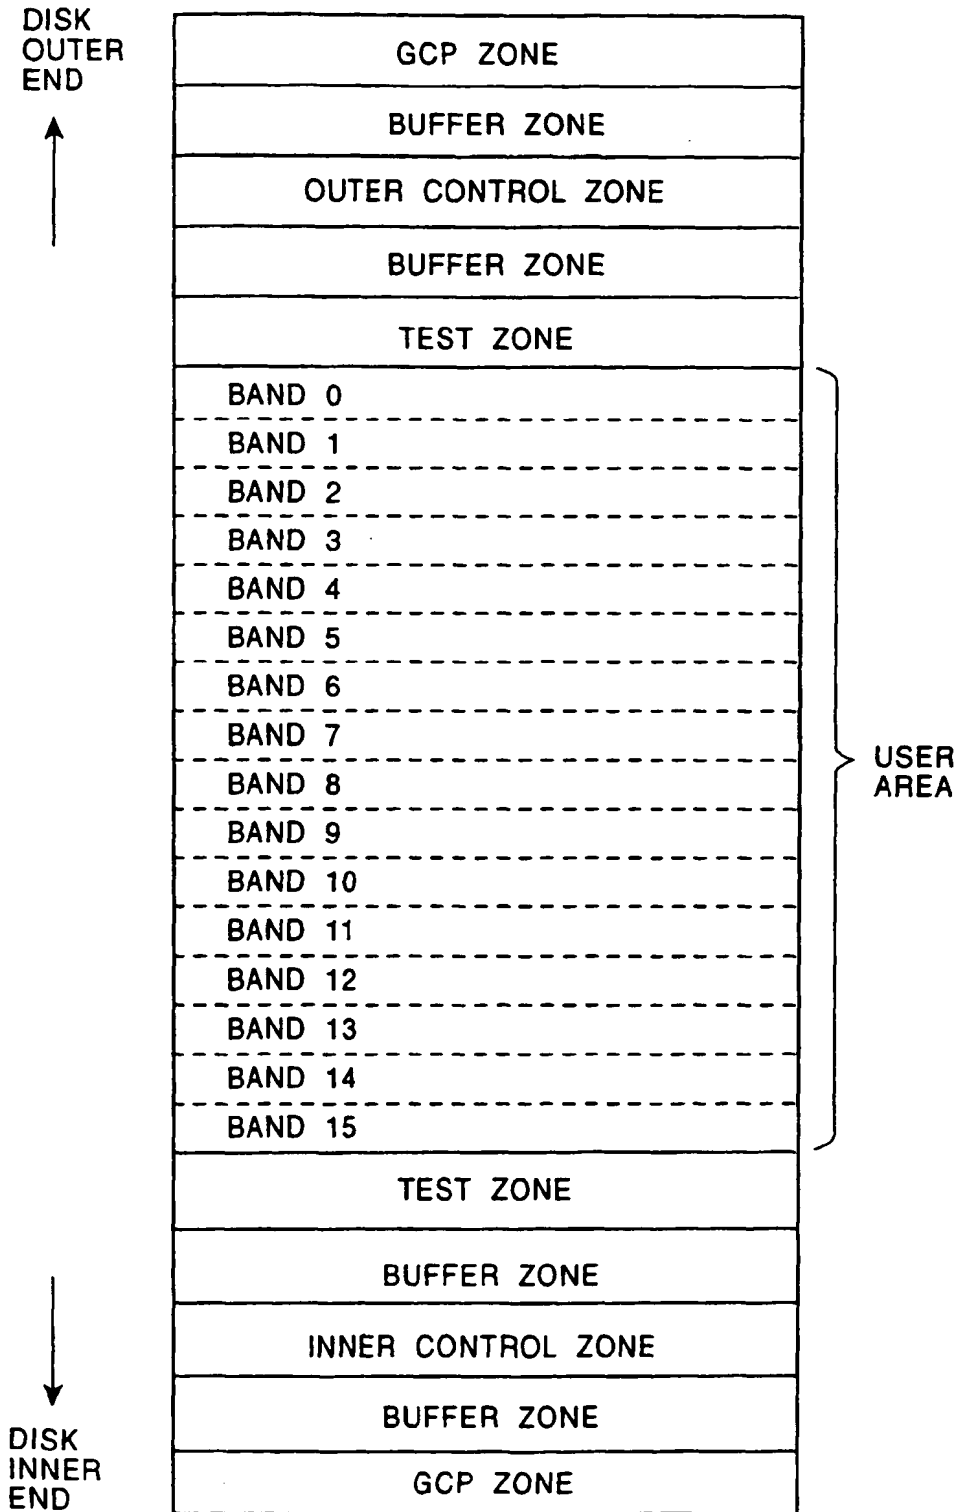 DISK
OUTER
END
GCP ZONE
BUFFER ZONE
OUTER CONTROL ZONE
BUFFER ZONE
TEST ZONE
BAND 0
BAND 1
BAND 2
BAND 3
BAND 4
BAND 5
BAND 6
BAND 7
BAND 8
BAND 9
BAND 10
BAND 11
BAND 12
BAND 13
BAND 14
BAND 15
USER
AREA
TEST ZONE
BUFFER ZONE
INNER CONTROL ZONE
BUFFER ZONE
GCP ZONE
DISK
INNER
END